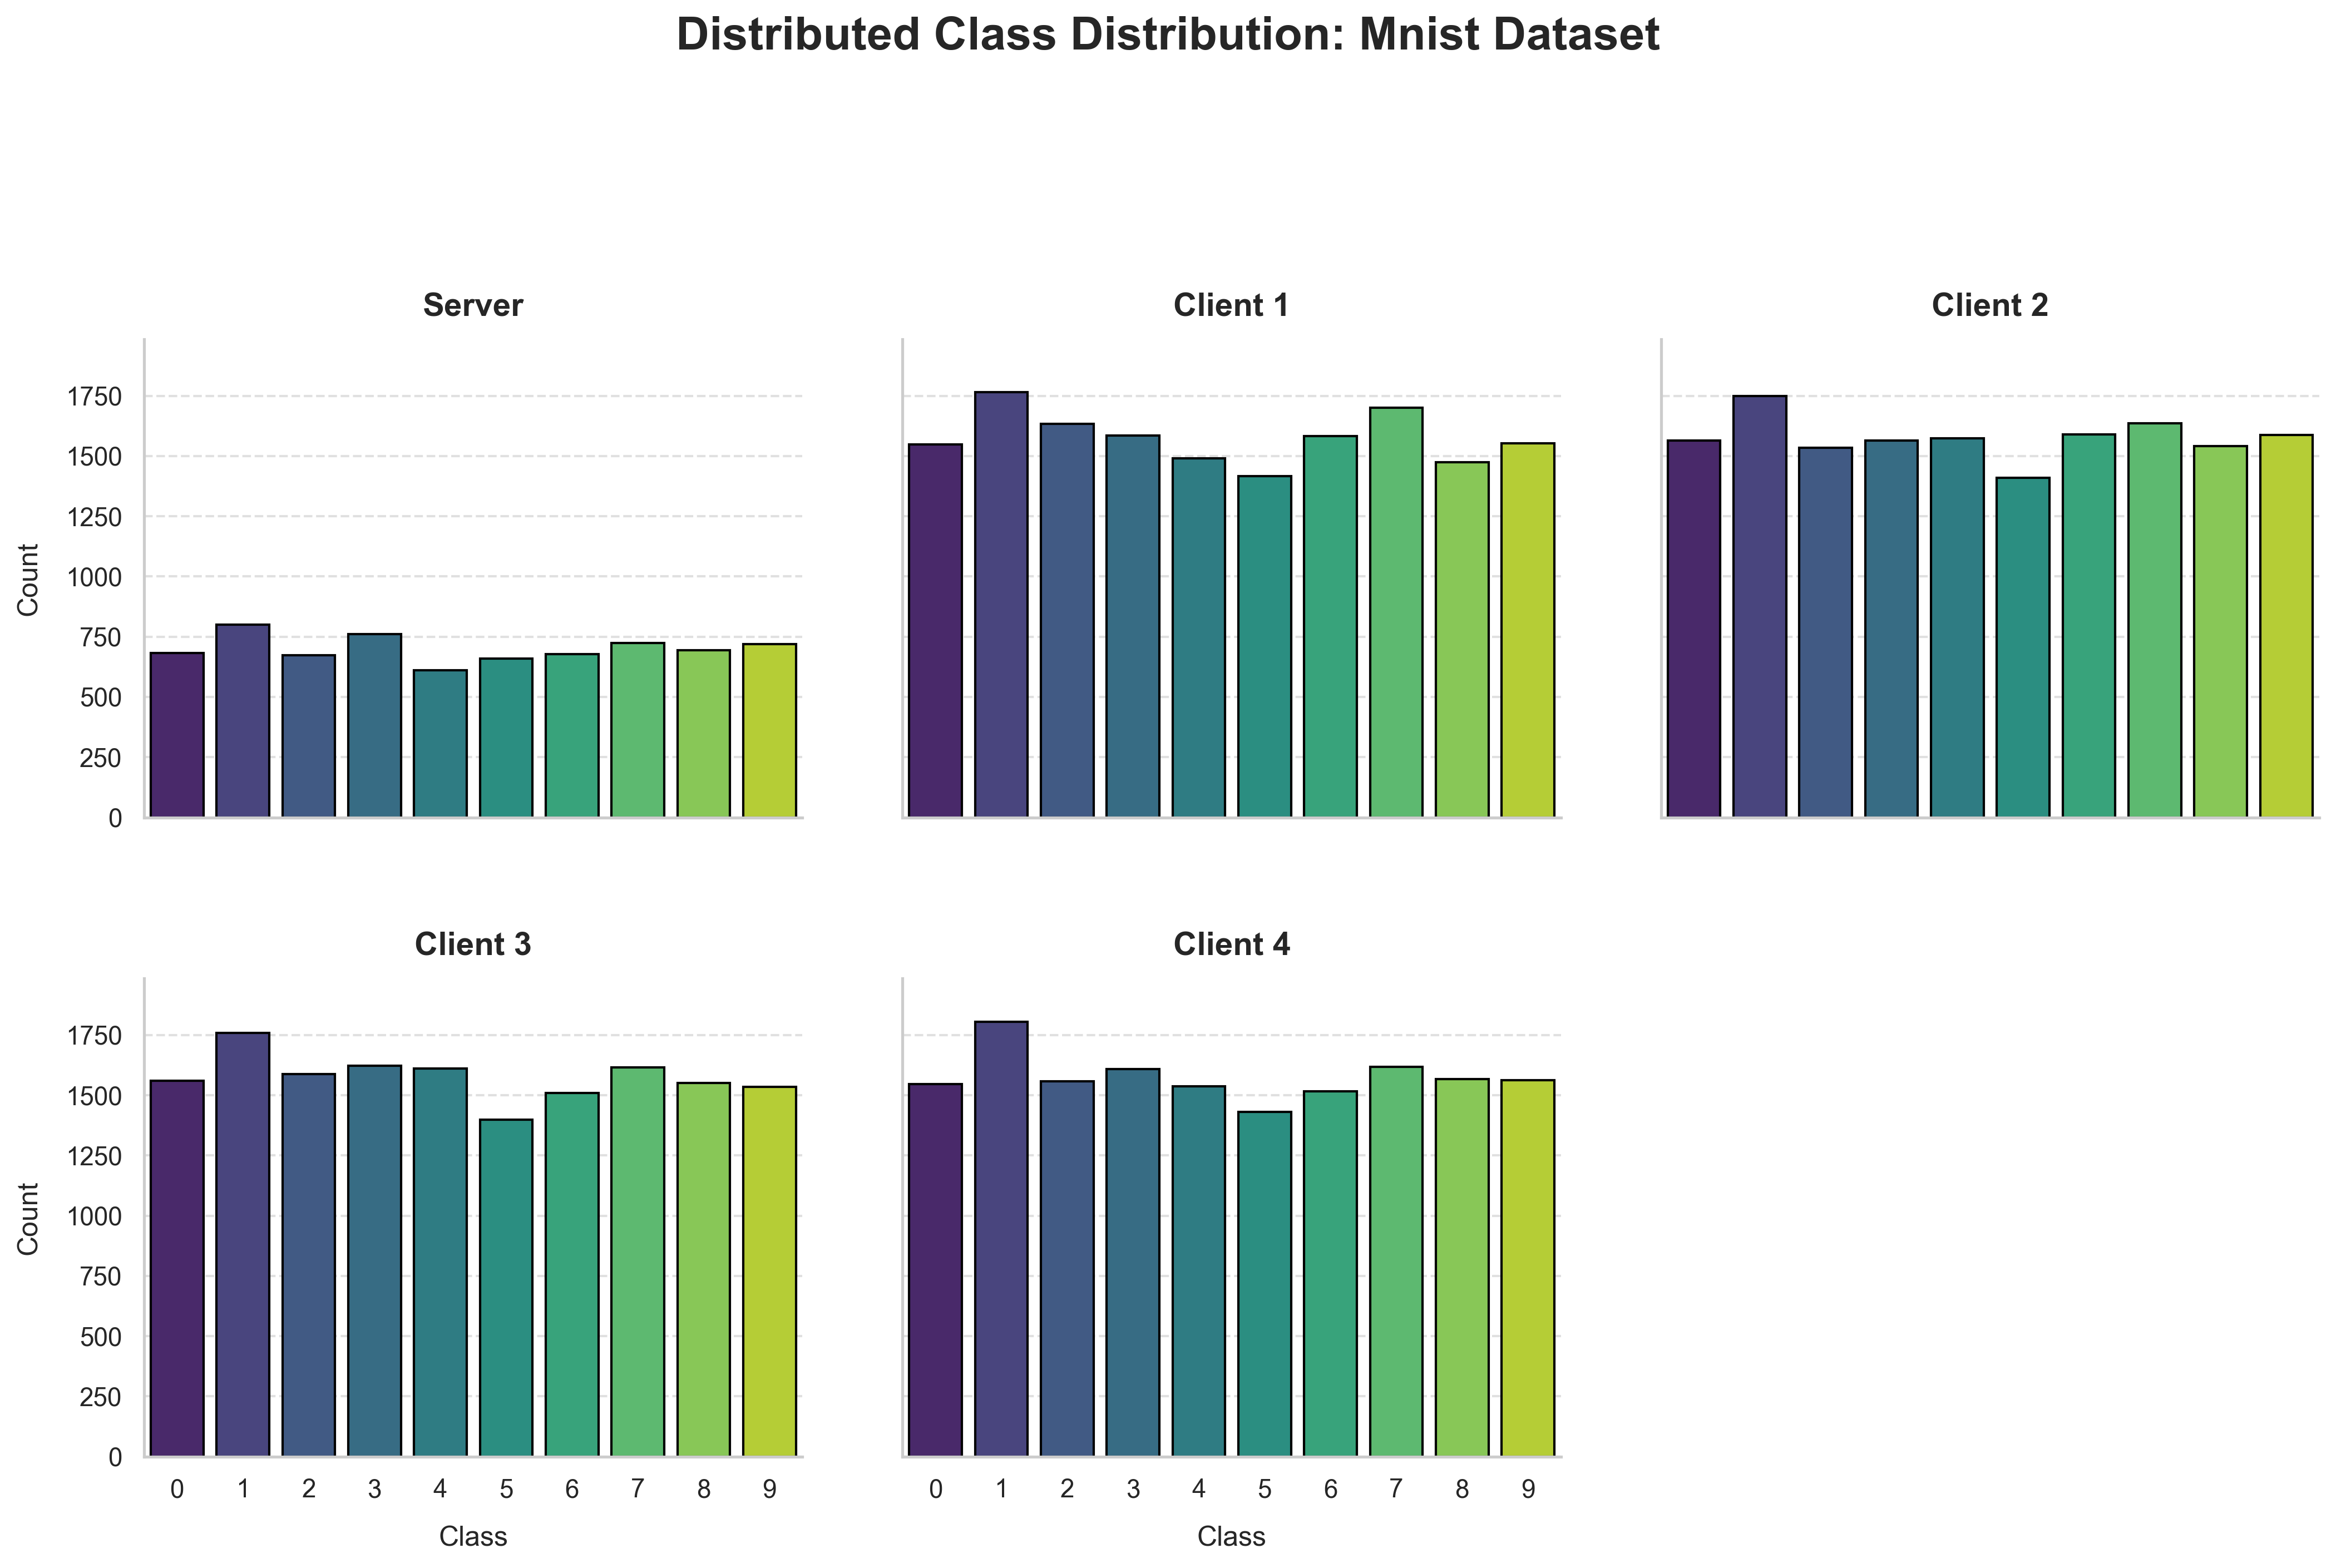 Distributed Class Distribution: Mnist Dataset
Server
Client 1
Client 2
1750
1500
1250
1000
750
500
250
0
Count
Client 3
Client 4
1750
1500
1250
1000
750
500
250
0
Count
0 1 2 3 4 5 6 7 8 9
0 1 2 3 4 5 6 7 8 9
Class
Class